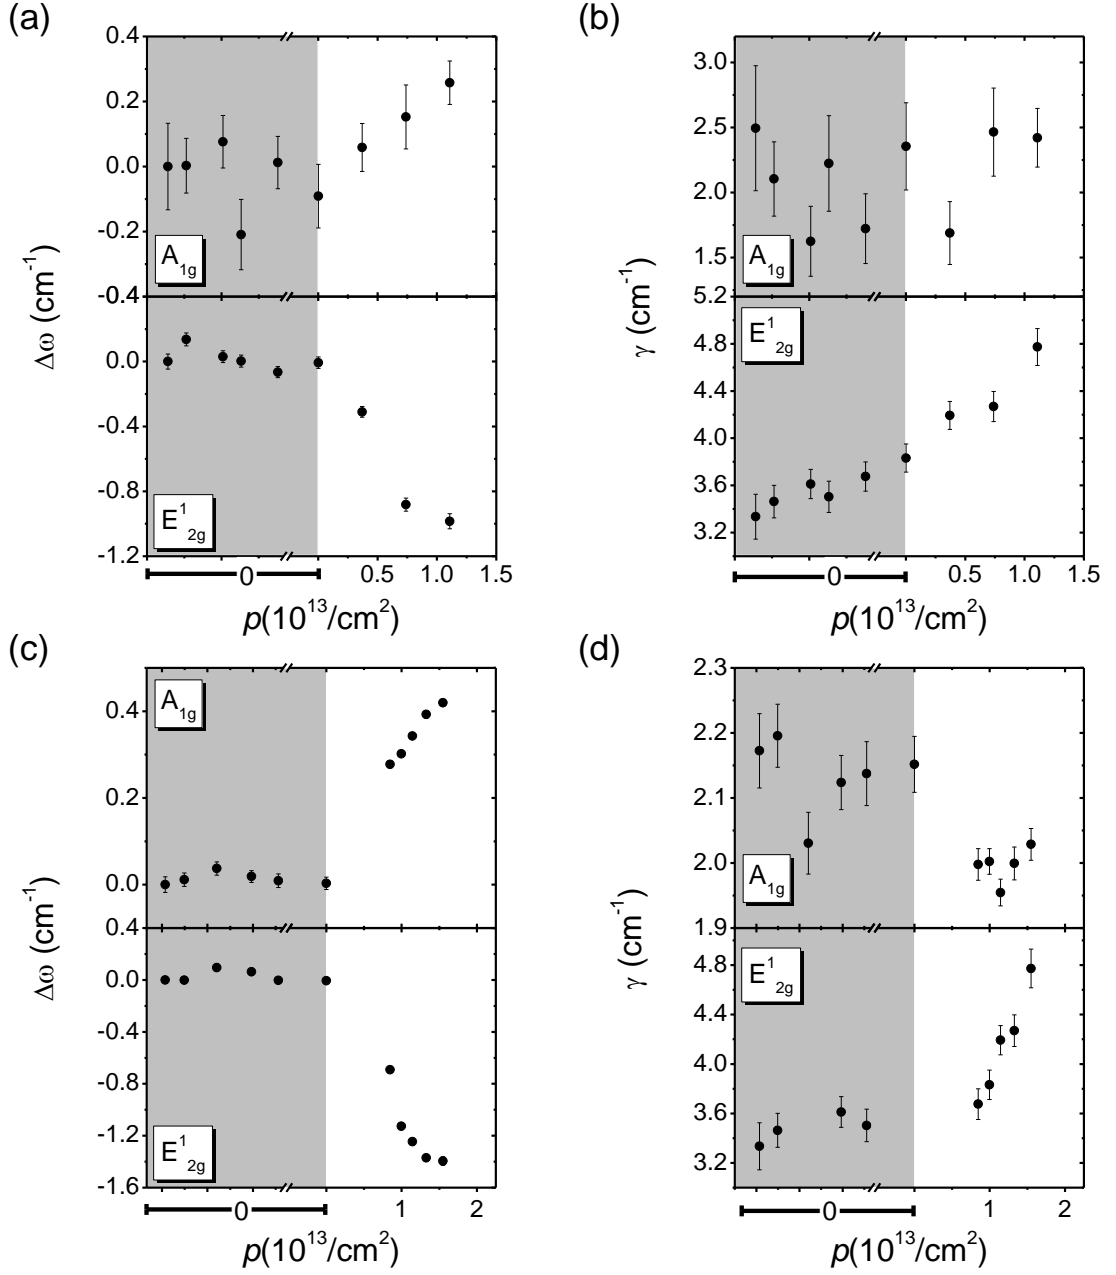 (a)
0.4
0.2
0.0
-0.2
-0.4
A1g
0.0
-0.4
-0.8
-1.2
E¹2g
Δω (cm⁻¹)
0
0.5
1.0
1.5
p(10¹³/cm²)
(b)
3.0
2.5
2.0
1.5
A1g
5.2
4.8
4.4
4.0
3.6
3.2
E¹2g
γ (cm⁻¹)
0
0.5
1.0
1.5
p(10¹³/cm²)
(c)
0.4
0.2
0.0
A1g
0.4
0.0
-0.4
-0.8
-1.2
-1.6
E¹2g
Δω (cm⁻¹)
0
1
2
p(10¹³/cm²)
(d)
2.3
2.2
2.1
2.0
1.9
A1g
4.8
4.4
4.0
3.6
3.2
E¹2g
γ (cm⁻¹)
0
1
2
p(10¹³/cm²)